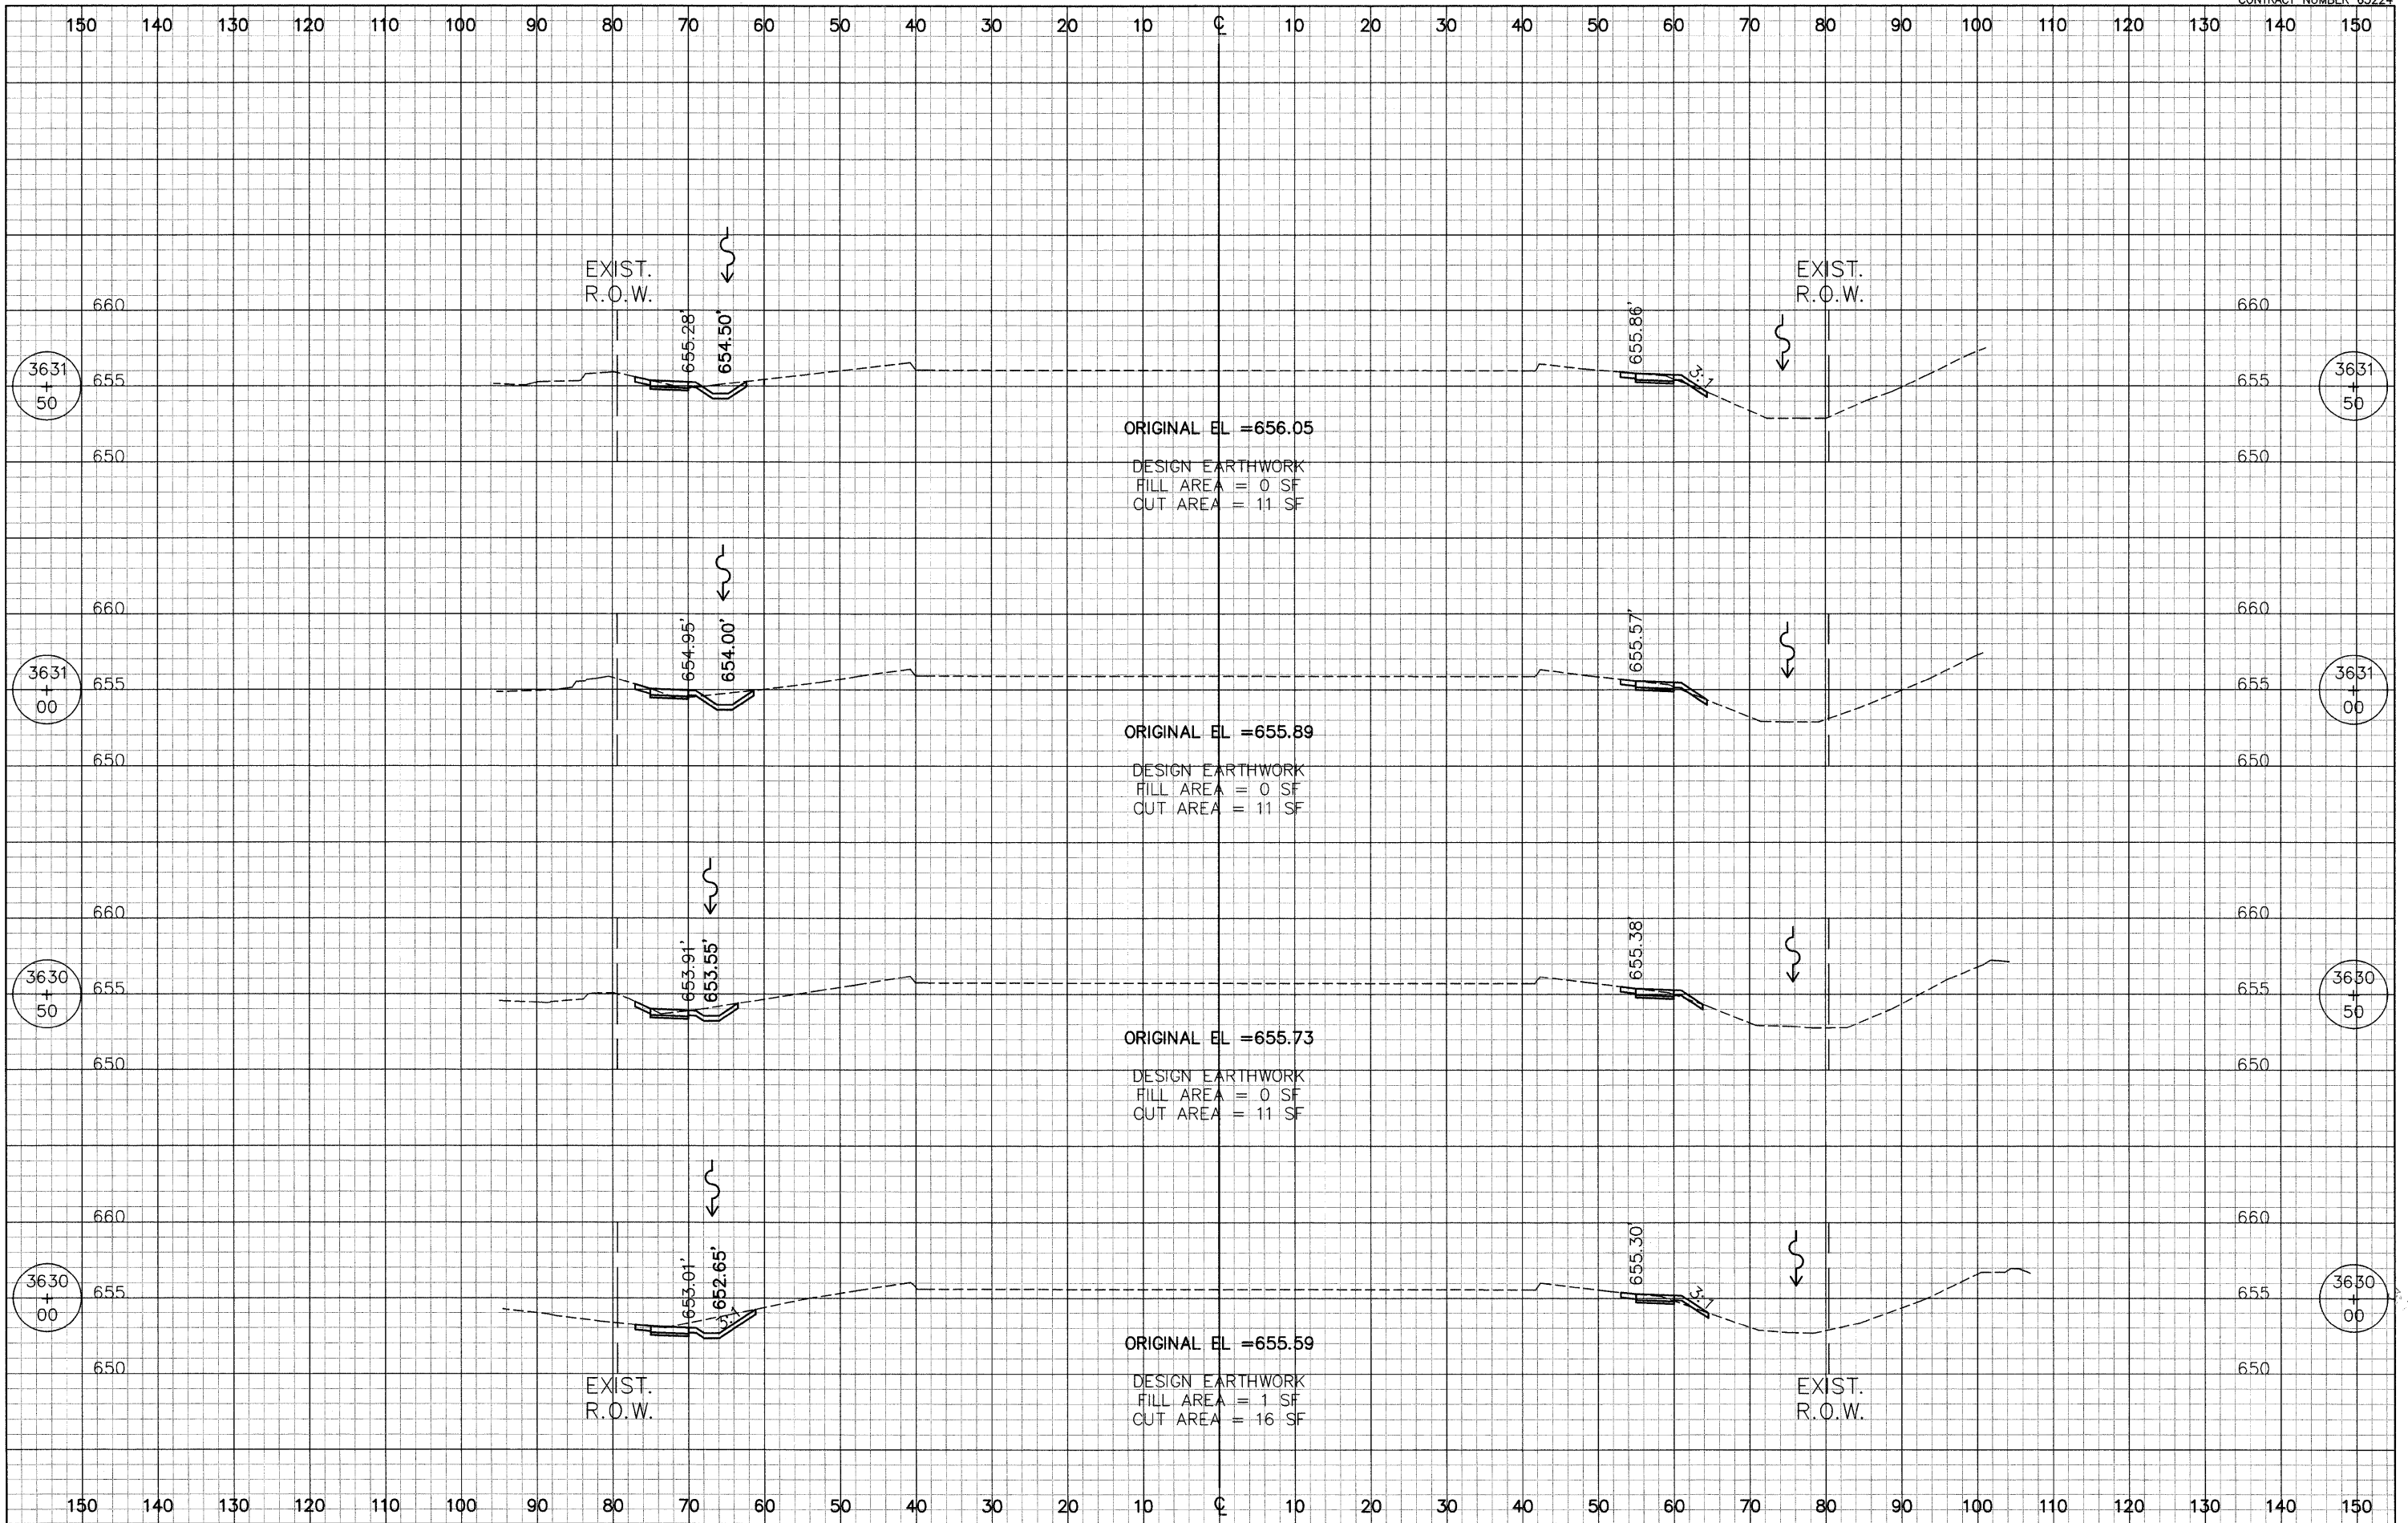 CONTRACT NUMBER 63224
150 140 130 120 110 100 90 80 70 60 50 40 30 20 10 ℄ 10 20 30 40 50 60 70 80 90 100 110 120 130 140 150
EXIST.
R.O.W.
EXIST.
R.O.W.
660
655.28'
654.50'
655.86'
660
3631
+
50
655
3:1
655
3631
+
50
ORIGINAL EL =656.05
650
650
DESIGN EARTHWORK
FILL AREA = 0 SF
CUT AREA = 11 SF
660
654.95'
654.00'
655.57'
660
3631
+
00
655
655
3631
+
00
ORIGINAL EL =655.89
650
650
DESIGN EARTHWORK
FILL AREA = 0 SF
CUT AREA = 11 SF
660
653.91'
653.55'
655.38'
660
3630
+
50
655
655
3630
+
50
ORIGINAL EL =655.73
650
650
DESIGN EARTHWORK
FILL AREA = 0 SF
CUT AREA = 11 SF
660
653.01'
652.65'
655.30'
660
3630
+
00
655
3:1
655
3630
+
00
ORIGINAL EL =655.59
650
650
EXIST.
R.O.W.
DESIGN EARTHWORK
FILL AREA = 1 SF
CUT AREA = 16 SF
EXIST.
R.O.W.
150 140 130 120 110 100 90 80 70 60 50 40 30 20 10 ℄ 10 20 30 40 50 60 70 80 90 100 110 120 130 140 150